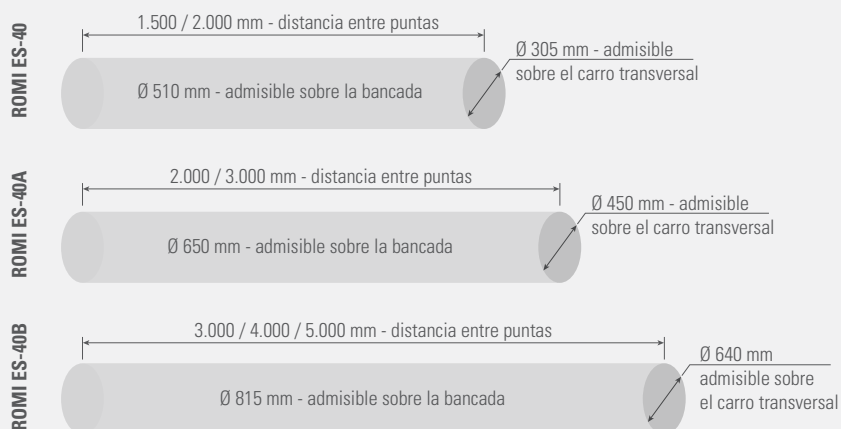 ROMI ES-40
1.500 / 2.000 mm - distancia entre puntas
Ø 510 mm - admisible sobre la bancada
Ø 305 mm - admisible
sobre el carro transversal
ROMI ES-40A
2.000 / 3.000 mm - distancia entre puntas
Ø 650 mm - admisible sobre la bancada
Ø 450 mm - admisible
sobre el carro transversal
ROMI ES-40B
3.000 / 4.000 / 5.000 mm - distancia entre puntas
Ø 815 mm - admisible sobre la bancada
Ø 640 mm
admisible sobre
el carro transversal